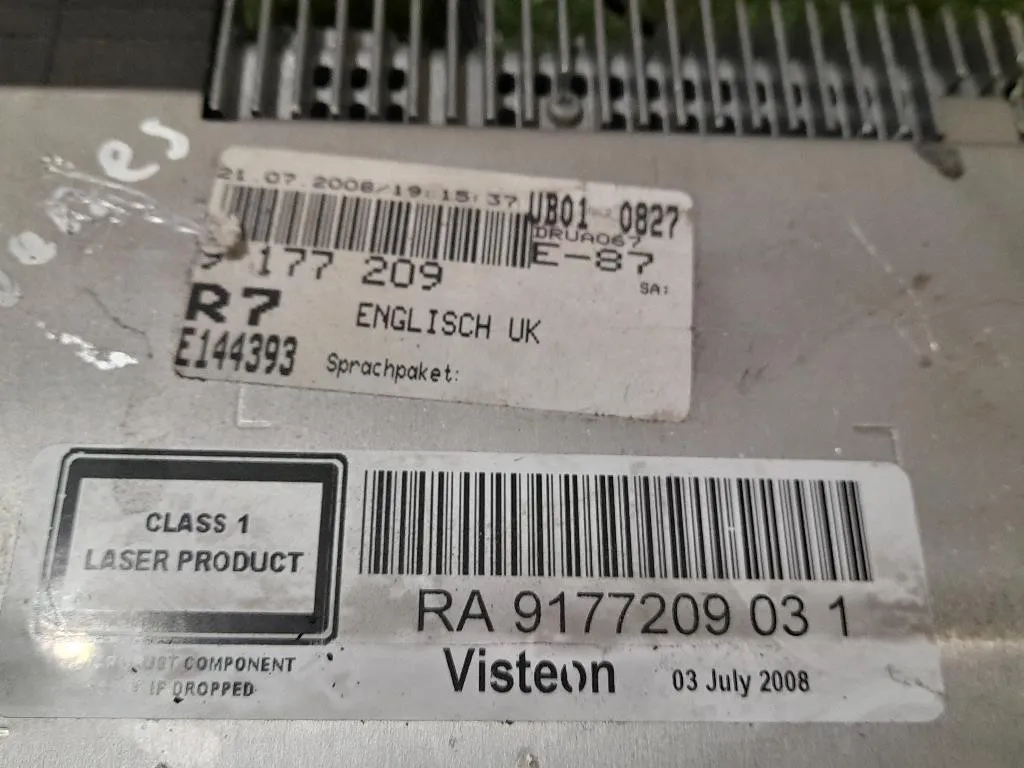 21.07.2008/19:15:37
UB01 0827
DRUA067
E-87
9 177 209
SA:
R7
ENGLISCH UK
E144393
Sprachpaket:
CLASS 1
LASER PRODUCT
RA 9177209 03 1
COMPONENT
IF DROPPED
Visteon
03 July 2008